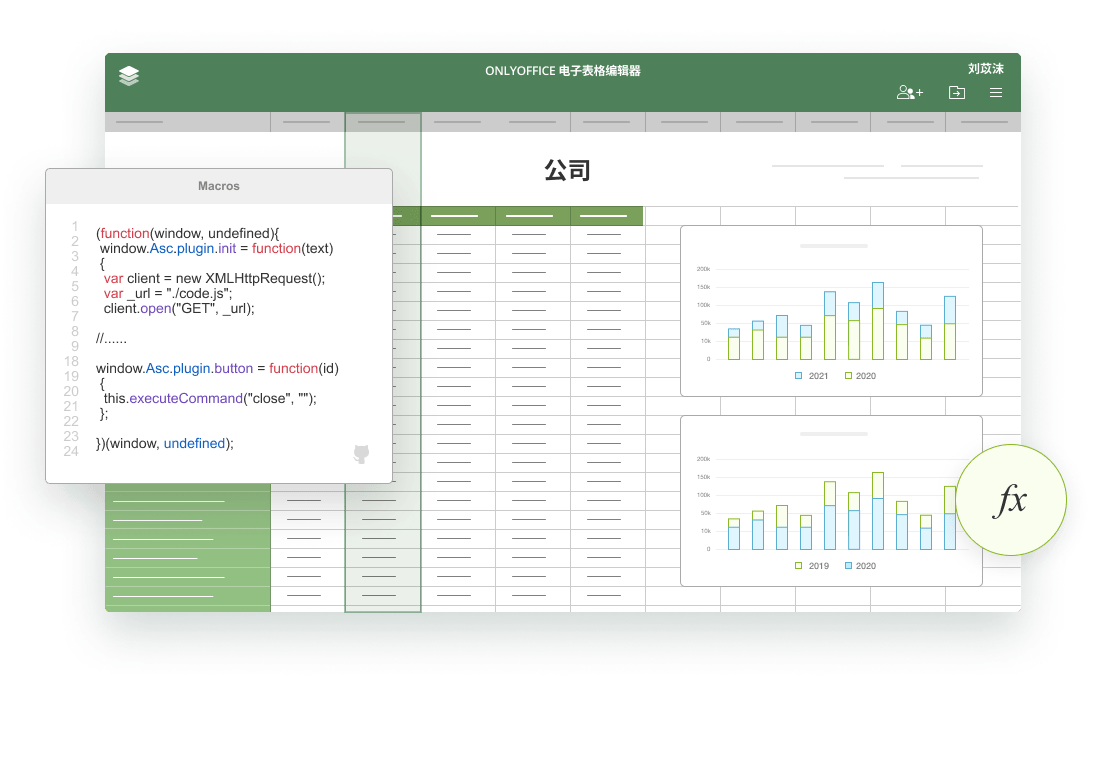 ONLYOFFICE 电子表格编辑器
刘苡沫
公司
Macros
1
2
3
4
5
6
7
8
9
18
19
20
21
22
23
24
(function(window, undefined){
window.Asc.plugin.init = function(text)
{
var client = new XMLHttpRequest();
var _url = "./code.js";
client.open("GET", _url);
//......
window.Asc.plugin.button = function(id)
{
this.executeCommand("close", "");
};
})(window, undefined);
200k
150k
100k
50k
10k
0
2021 2020
200k
150k
100k
50k
10k
0
2019 2020
fx